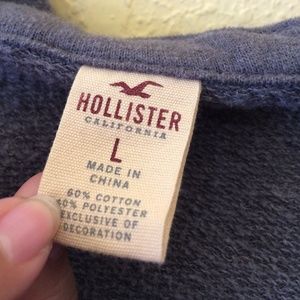 HOLLISTER
CALIFORNIA
L
MADE IN
CHINA
60% COTTON
40% POLYESTER
EXCLUSIVE OF
DECORATION